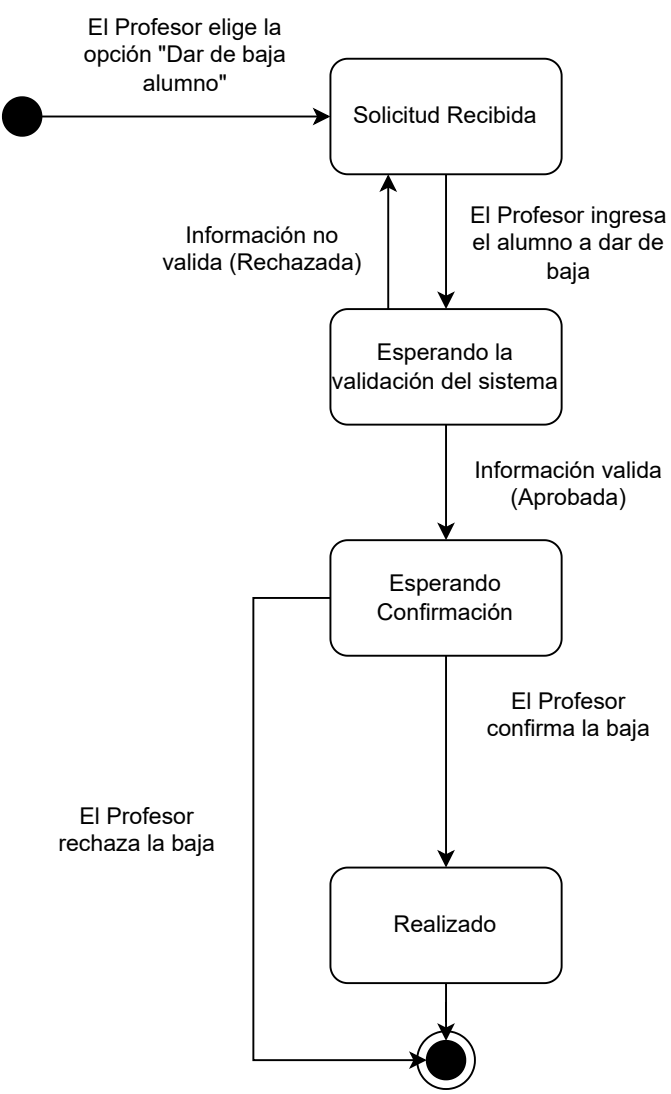 El Profesor elige la
opción "Dar de baja
alumno"
Solicitud Recibida
Información no
valida (Rechazada)
El Profesor ingresa
el alumno a dar de
baja
Esperando la
validación del sistema
Información valida
(Aprobada)
Esperando
Confirmación
El Profesor
confirma la baja
El Profesor
rechaza la baja
Realizado